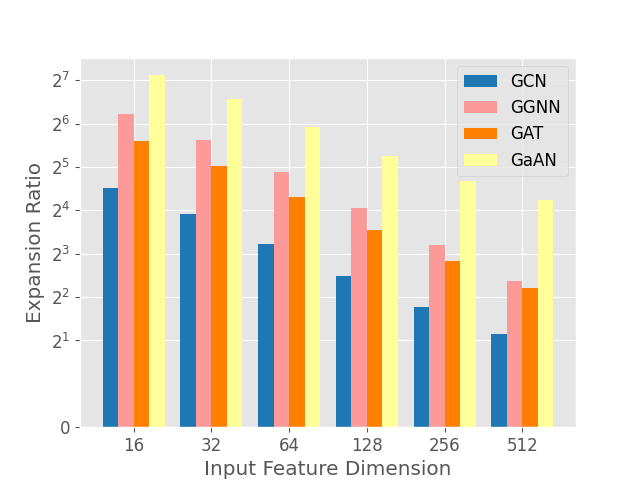 Expansion Ratio
2^7
2^6
2^5
2^4
2^3
2^2
2^1
0
GCN
GGNN
GAT
GaAN
16 32 64 128 256 512
Input Feature Dimension